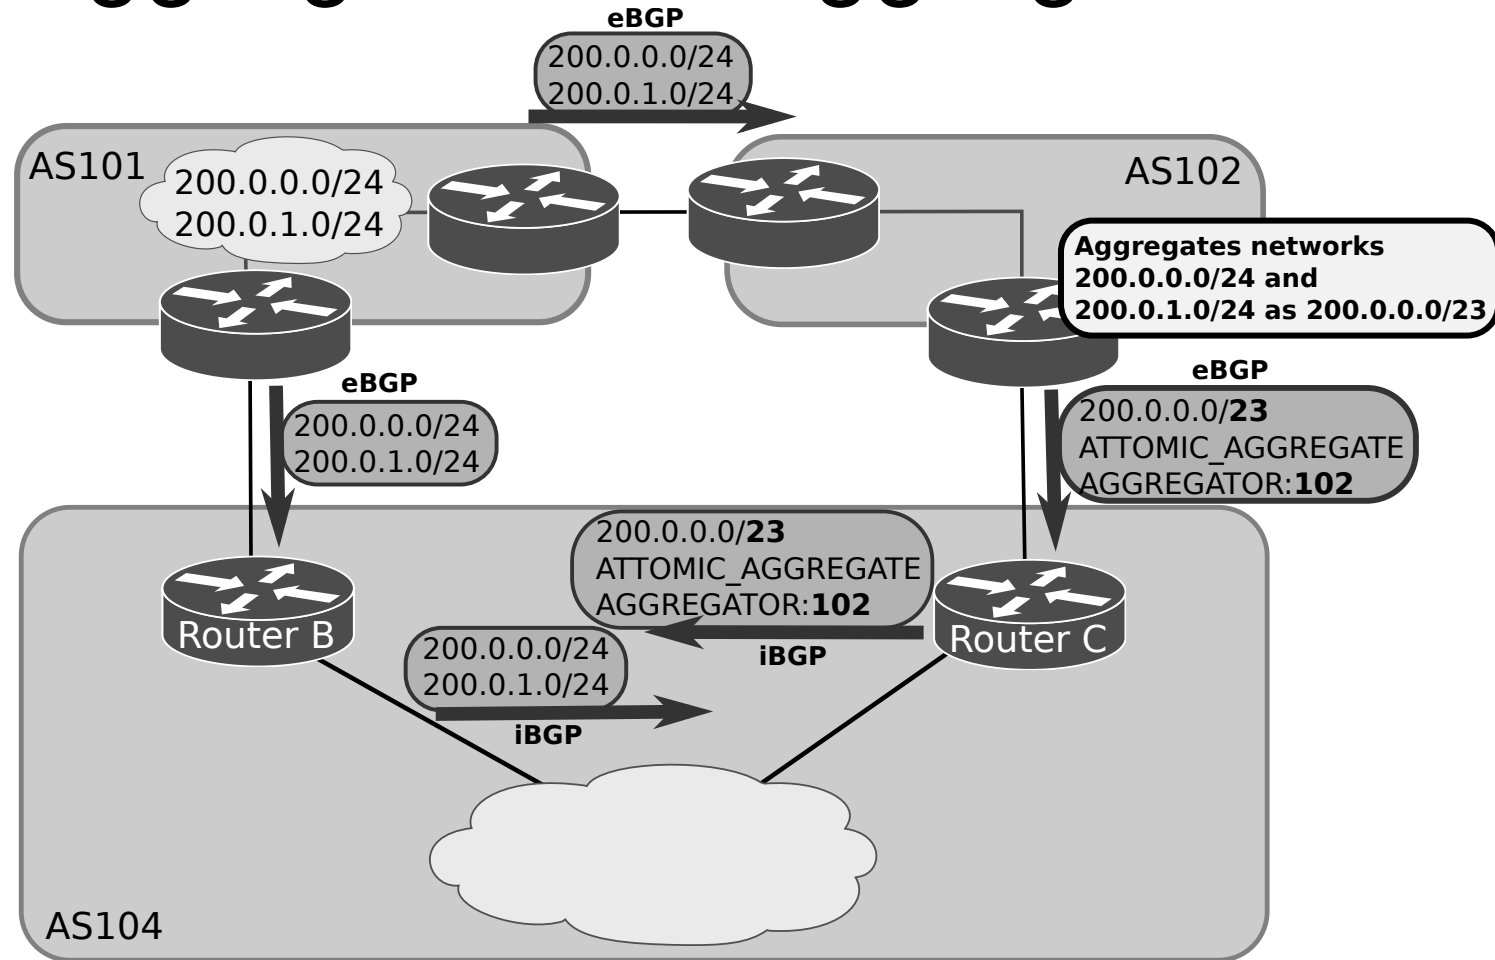 eBGP
200.0.0.0/24
200.0.1.0/24
AS101
200.0.0.0/24
200.0.1.0/24
AS102
Aggregates networks
200.0.0.0/24 and
200.0.1.0/24 as 200.0.0.0/23
eBGP
200.0.0.0/24
200.0.1.0/24
eBGP
200.0.0.0/23
ATTOMIC_AGGREGATE
AGGREGATOR:102
200.0.0.0/23
ATTOMIC_AGGREGATE
AGGREGATOR:102
iBGP
Router B
Router C
200.0.0.0/24
200.0.1.0/24
iBGP
AS104